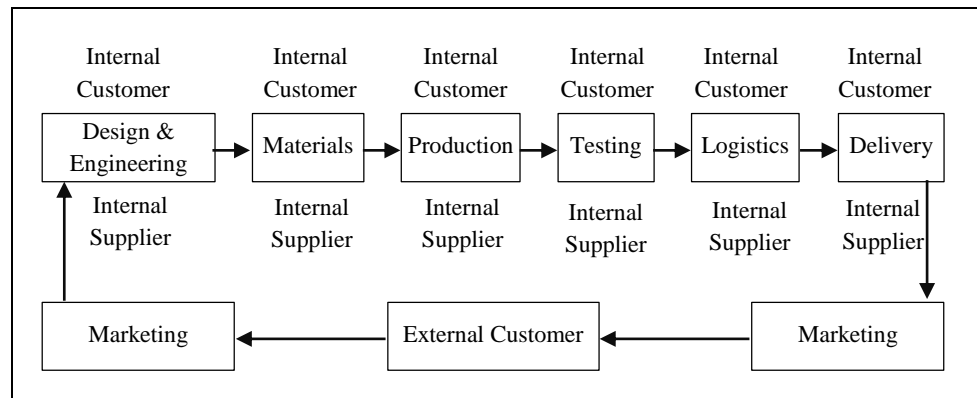 Internal
Customer
Internal
Customer
Internal
Customer
Internal
Customer
Internal
Customer
Internal
Customer
Design &
Engineering
Materials
Production
Testing
Logistics
Delivery
Internal
Supplier
Internal
Supplier
Internal
Supplier
Internal
Supplier
Internal
Supplier
Internal
Supplier
Marketing
External Customer
Marketing